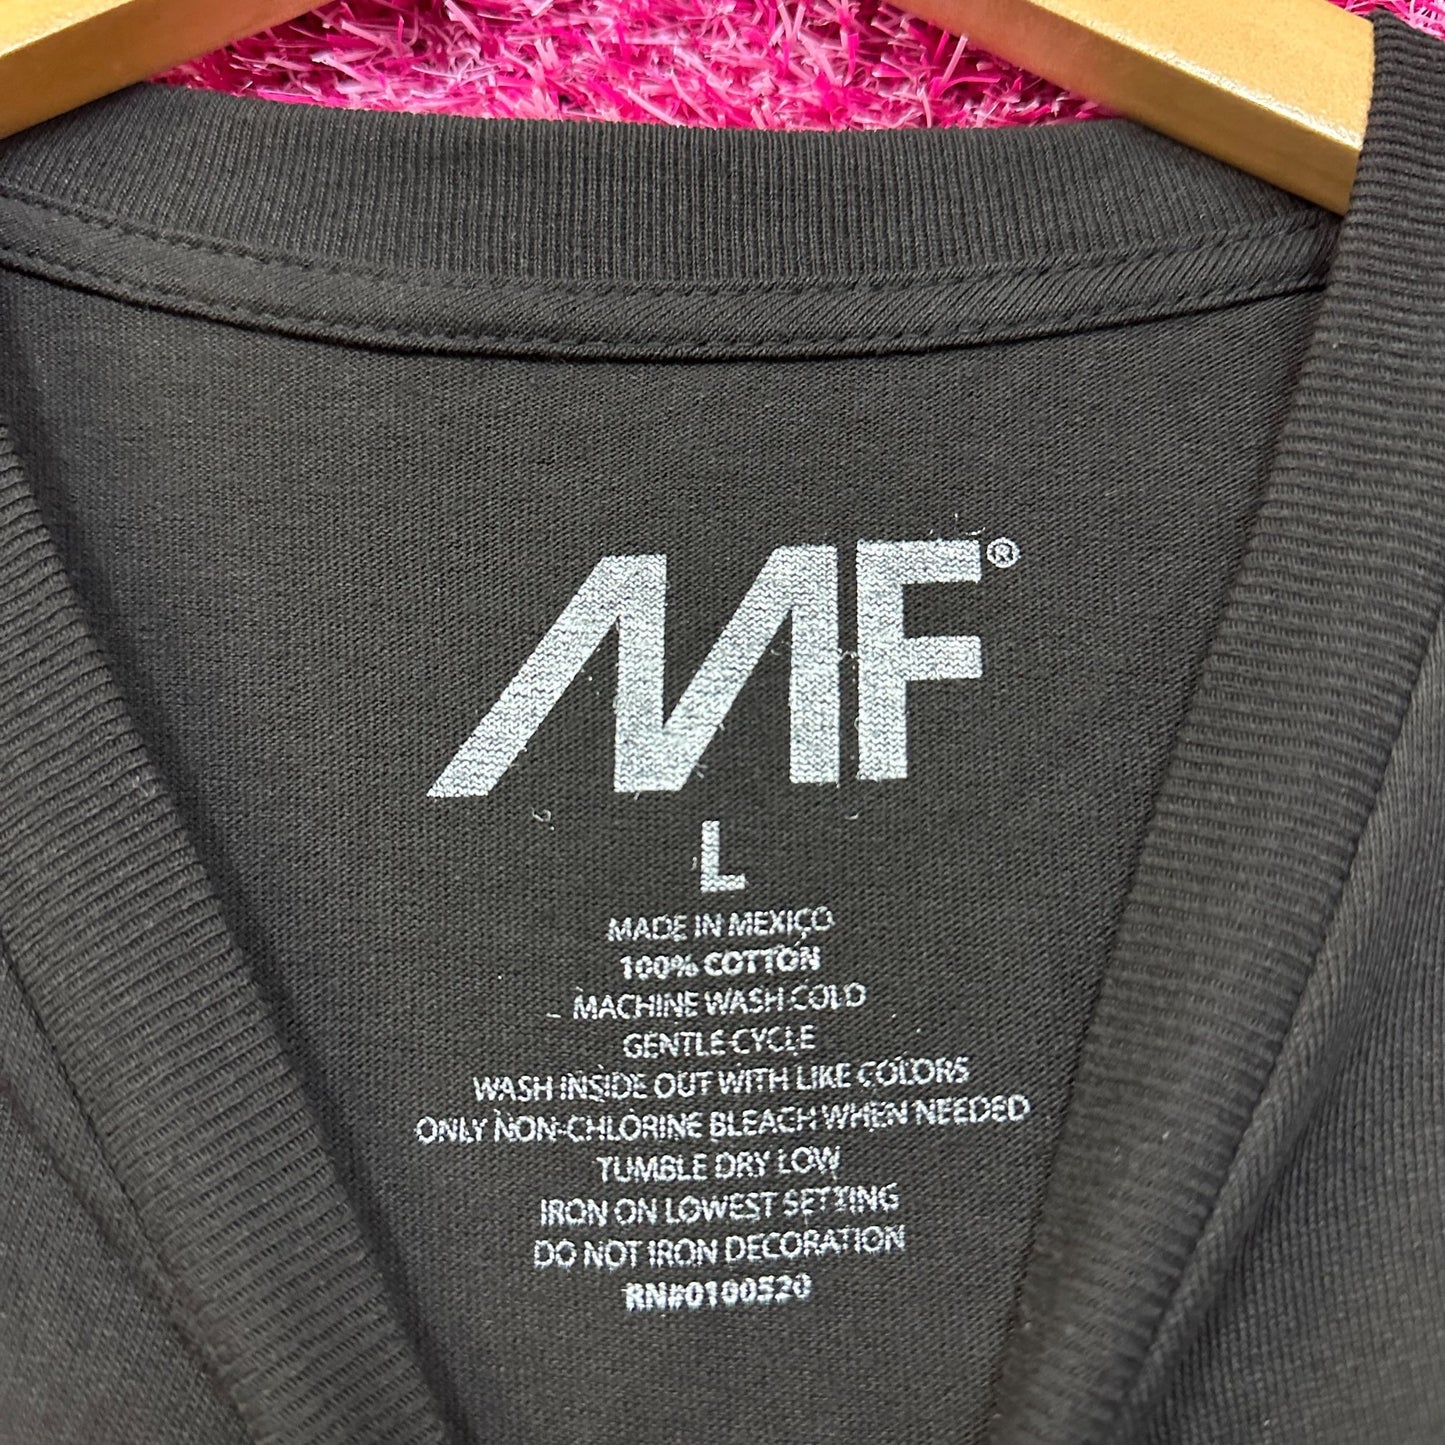 MF®
L
MADE IN MEXICO
100% COTTON
MACHINE WASH COLD
GENTLE CYCLE
WASH INSIDE OUT WITH LIKE COLORS
ONLY NON-CHLORINE BLEACH WHEN NEEDED
TUMBLE DRY LOW
IRON ON LOWEST SETTING
DO NOT IRON DECORATION
RN#0100520